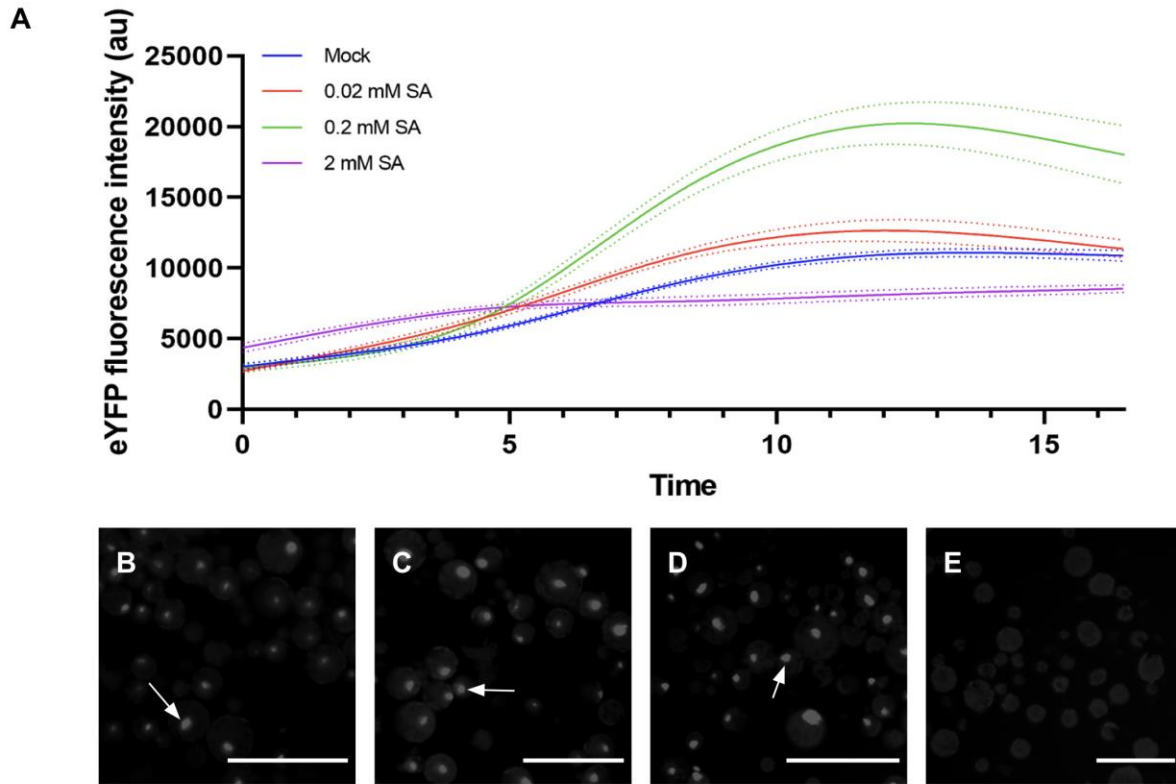 A
eYFP fluorescence intensity (au)
25000
20000
15000
10000
5000
0
Mock
0.02 mM SA
0.2 mM SA
2 mM SA
0 5 10 15
Time
B C D E